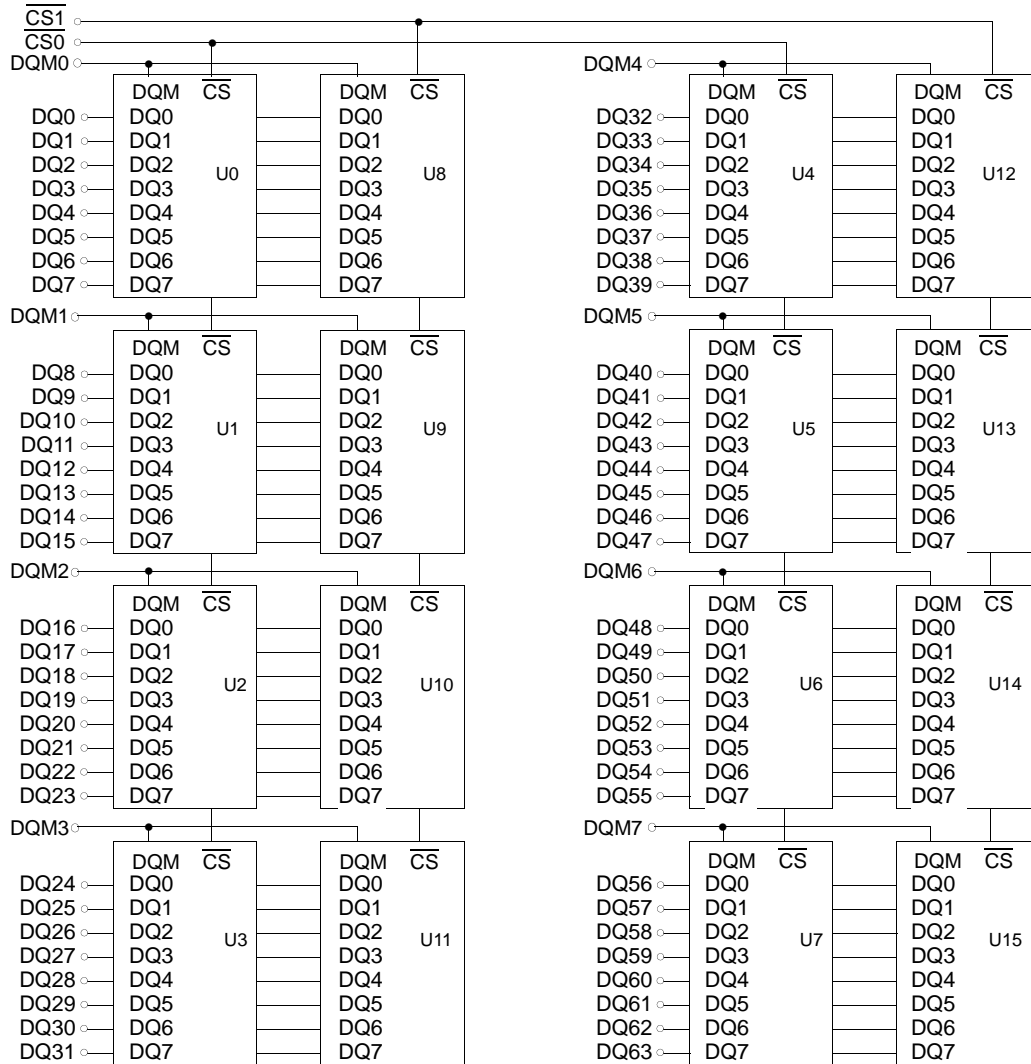 CS1
CS0
DQM0 DQM4
DQM CS DQM DQM CS DQM CS
DQ0 DQ0 DQ0 DQ32 DQ0 DQ0
DQ1 DQ1 DQ1 DQ33 DQ1 DQ1
DQ2 DQ2 U0 DQ2 U8 DQ34 DQ2 U4 DQ2 U12
DQ3 DQ3 DQ3 DQ35 DQ3 DQ3
DQ4 DQ4 DQ4 DQ36 DQ4 DQ4
DQ5 DQ5 DQ5 DQ37 DQ5 DQ5
DQ6 DQ6 DQ6 DQ38 DQ6 DQ6
DQ7 DQ7 DQ7 DQ39 DQ7 DQ7
DQM1 DQM5
DQM CS DQM CS DQM CS DQM CS
DQ8 DQ0 DQ0 DQ40 DQ0 DQ0
DQ9 DQ1 DQ1 DQ41 DQ1 DQ1
DQ10 DQ2 U1 DQ2 U9 DQ42 DQ2 U5 DQ2 U13
DQ11 DQ3 DQ3 DQ43 DQ3 DQ3
DQ12 DQ4 DQ4 DQ44 DQ4 DQ4
DQ13 DQ5 DQ5 DQ45 DQ5 DQ5
DQ14 DQ6 DQ6 DQ46 DQ6 DQ6
DQ15 DQ7 DQ7 DQ47 DQ7 DQ7
DQM2 DQM6
DQM CS DQM CS DQM CS DQM CS
DQ16 DQ0 DQ0 DQ48 DQ0 DQ0
DQ17 DQ1 DQ1 DQ49 DQ1 DQ1
DQ18 DQ2 U2 DQ2 U10 DQ50 DQ2 U6 DQ2 U14
DQ19 DQ3 DQ3 DQ51 DQ3 DQ3
DQ20 DQ4 DQ4 DQ52 DQ4 DQ4
DQ21 DQ5 DQ5 DQ53 DQ5 DQ5
DQ22 DQ6 DQ6 DQ54 DQ6 DQ6
DQ23 DQ7 DQ7 DQ55 DQ7 DQ7
DQM3 DQM7
DQM CS DQM CS DQM CS DQM CS
DQ24 DQ0 DQ0 DQ56 DQ0 DQ0
DQ25 DQ1 DQ1 DQ57 DQ1 DQ1
DQ26 DQ2 U3 DQ2 U11 DQ58 DQ2 U7 DQ2 U15
DQ27 DQ3 DQ3 DQ59 DQ3 DQ3
DQ28 DQ4 DQ4 DQ60 DQ4 DQ4
DQ29 DQ5 DQ5 DQ61 DQ5 DQ5
DQ30 DQ6 DQ6 DQ62 DQ6 DQ6
DQ31 DQ7 DQ7 DQ63 DQ7 DQ7